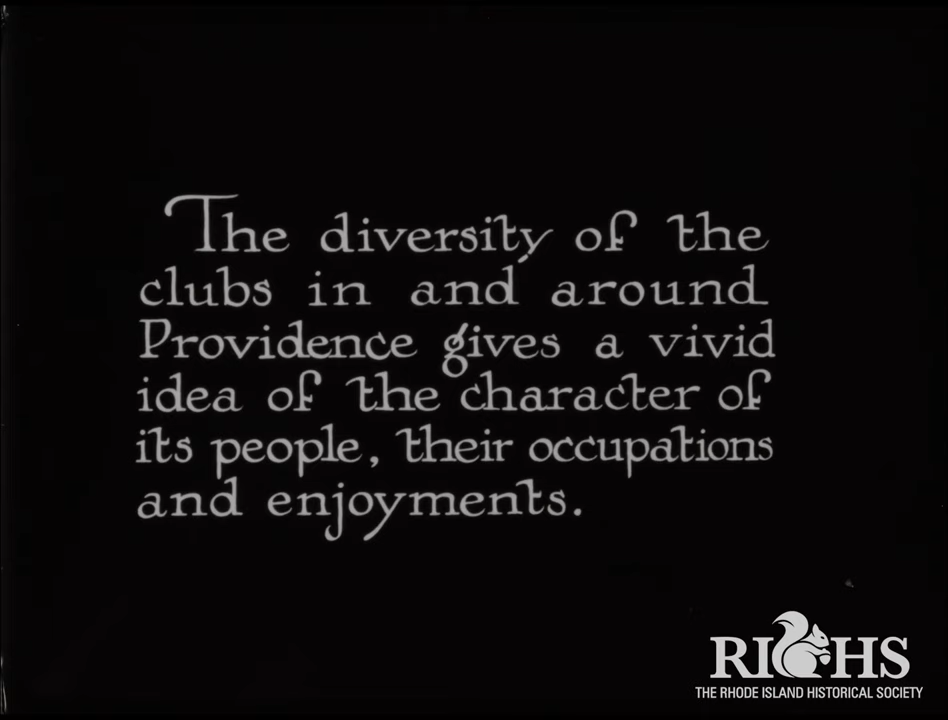 The diversity of the
clubs in and around
Providence gives a vivid
idea of the character of
its people, their occupations
and enjoyments.
RIHS
THE RHODE ISLAND HISTORICAL SOCIETY